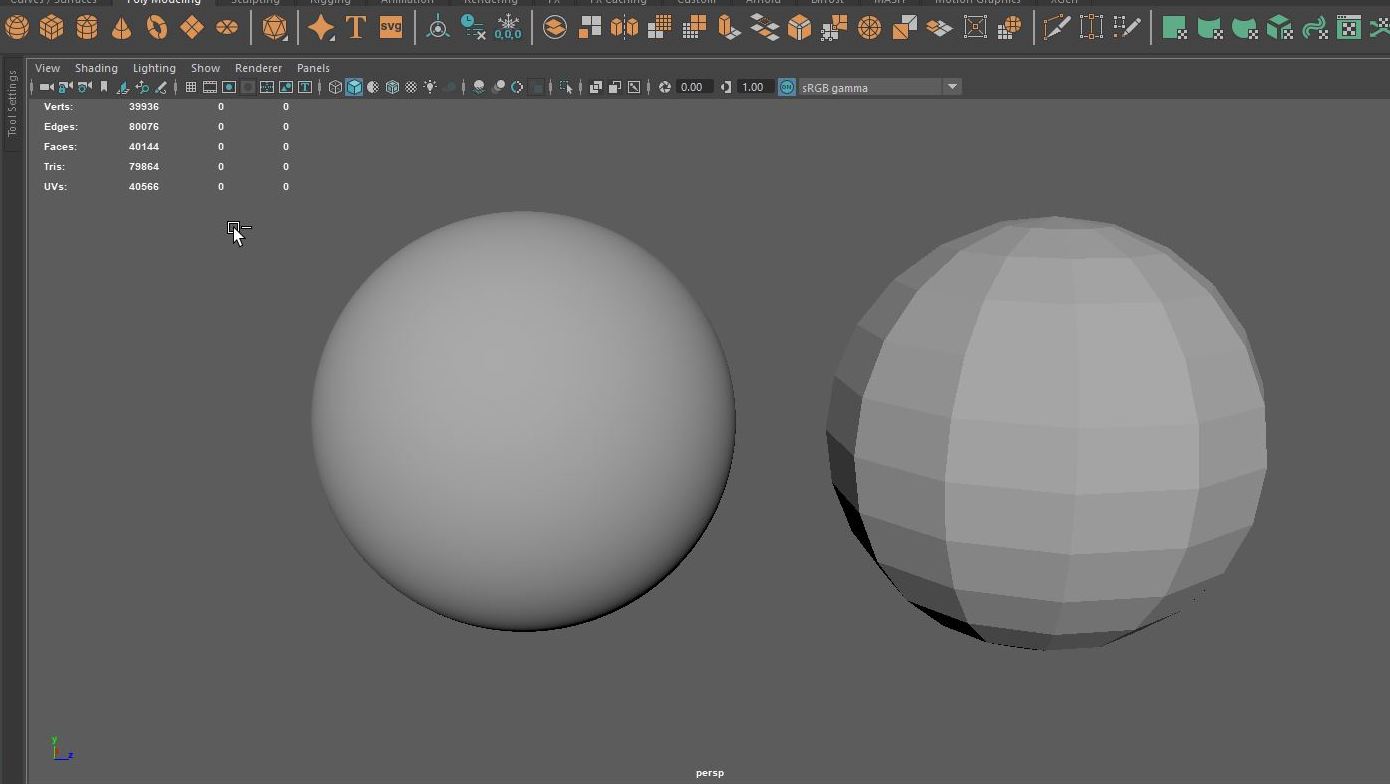 Curves / Surfaces Poly Modeling Sculpting Rigging Animation Rendering FX FX Caching Custom Arnold Bifrost MASH Motion Graphics XGen
T svg 0,0,0
View Shading Lighting Show Renderer Panels
T 0.00 1.00 ON sRGB gamma
Tool Settings
Verts: 39936 0 0
Edges: 80076 0 0
Faces: 40144 0 0
Tris: 79864 0 0
UVs: 40566 0 0
y
z
persp